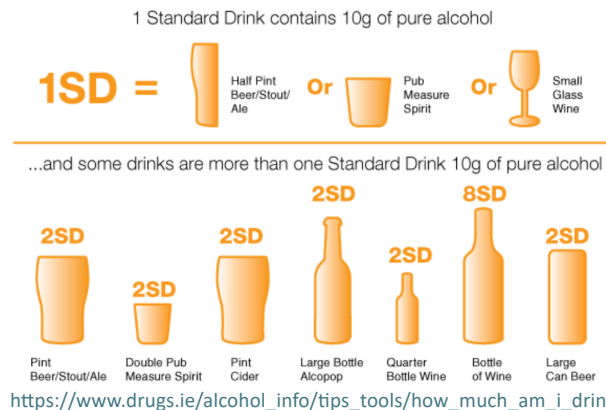 1 Standard Drink contains 10g of pure alcohol
1SD =
Half Pint
Beer/Stout/
Ale
Or
Pub
Measure
Spirit
Or
Small
Glass
Wine
...and some drinks are more than one Standard Drink 10g of pure alcohol
2SD
Pint
Beer/Stout/Ale
2SD
Double Pub
Measure Spirit
2SD
Pint
Cider
2SD
Large Bottle
Alcopop
2SD
Quarter
Bottle Wine
8SD
Bottle
of Wine
2SD
Large
Can Beer
https://www.drugs.ie/alcohol_info/tips_tools/how_much_am_i_drin